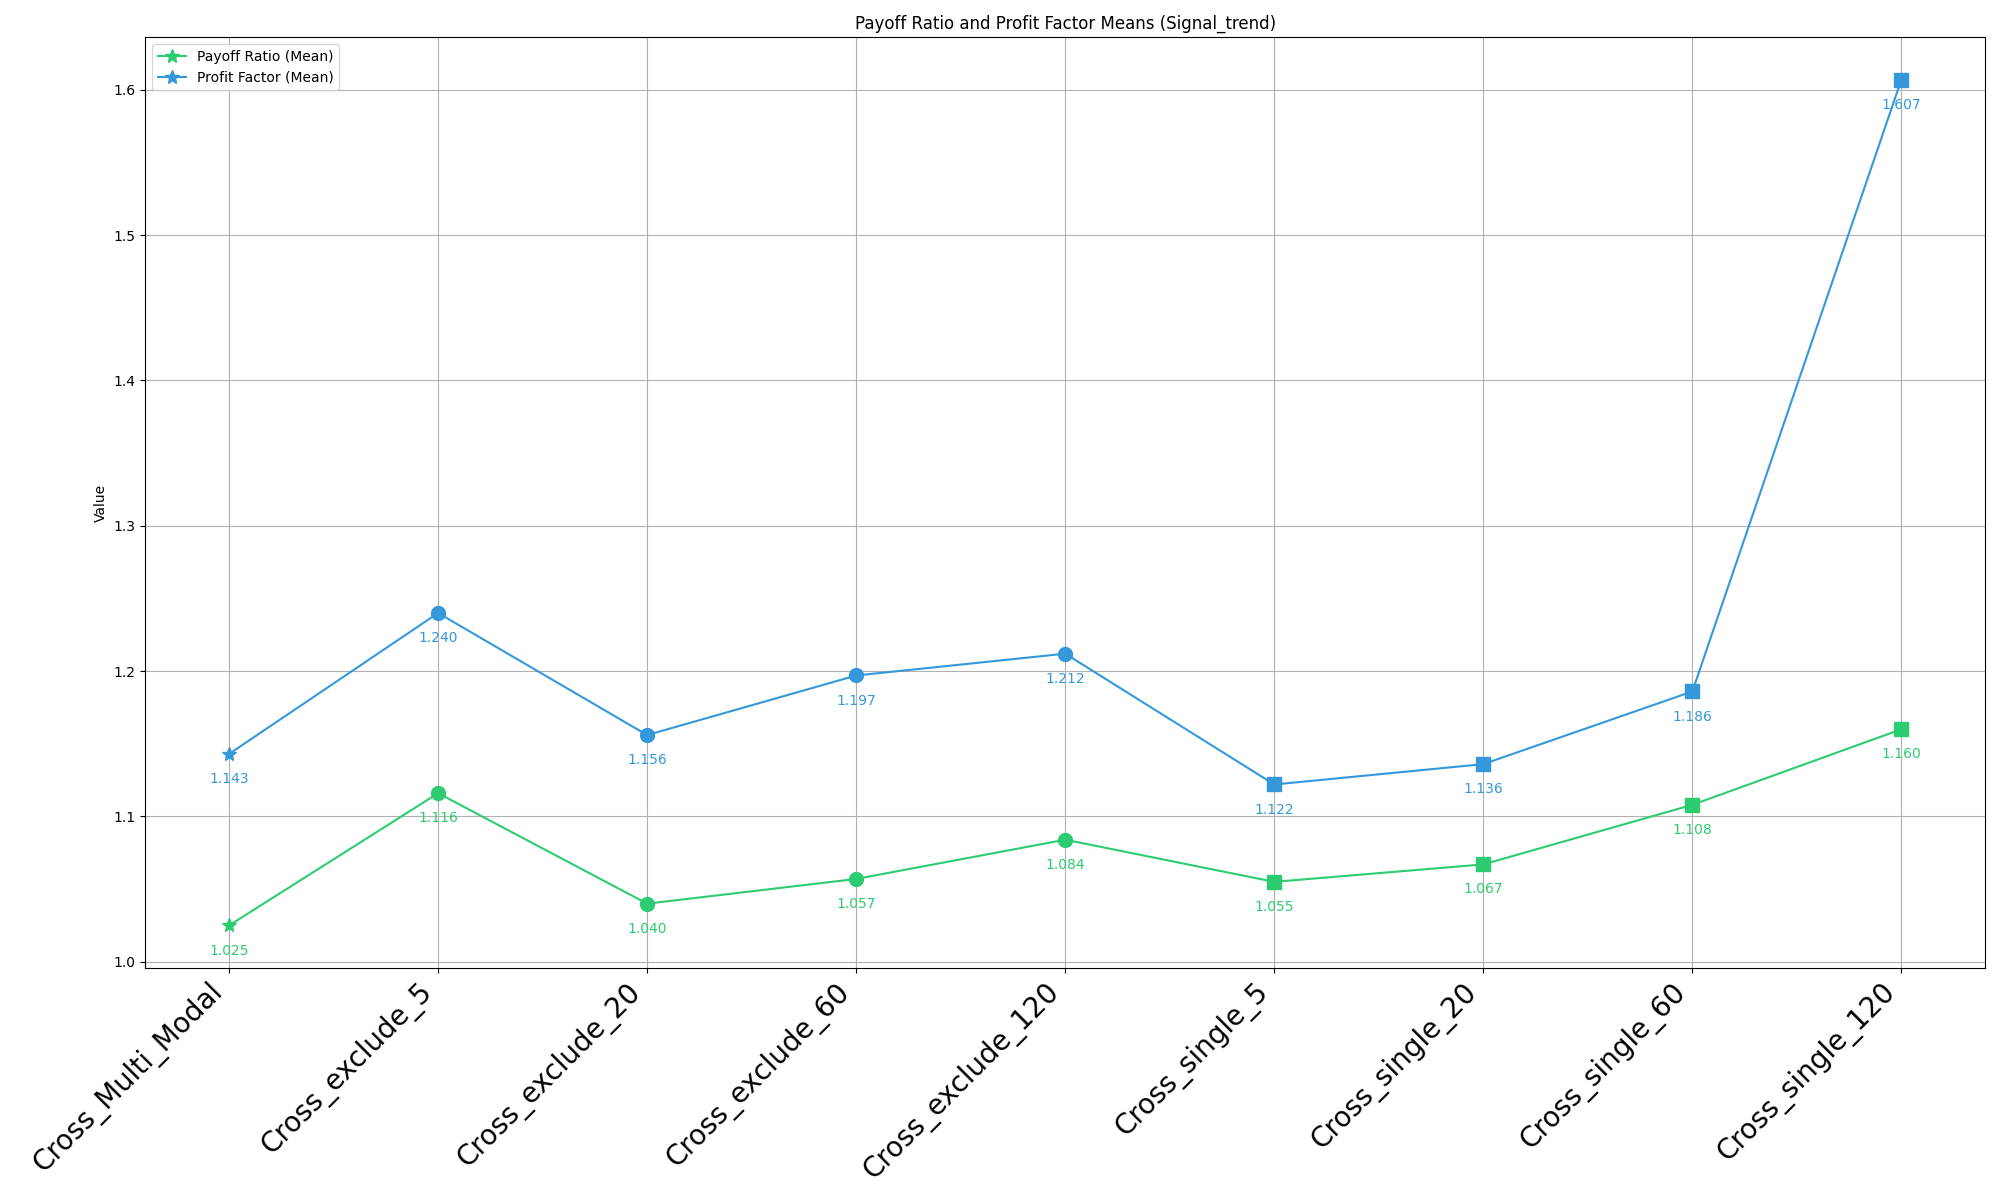 Payoff Ratio and Profit Factor Means (Signal_trend)
Payoff Ratio (Mean)
Profit Factor (Mean)
Value
1.6
1.5
1.4
1.3
1.2
1.1
1.0
1.143
1.240
1.156
1.197
1.212
1.122
1.136
1.186
1.607
1.025
1.116
1.040
1.057
1.084
1.055
1.067
1.108
1.160
Cross_Multi_Modal
Cross_exclude_5
Cross_exclude_20
Cross_exclude_60
Cross_exclude_120
Cross_single_5
Cross_single_20
Cross_single_60
Cross_single_120